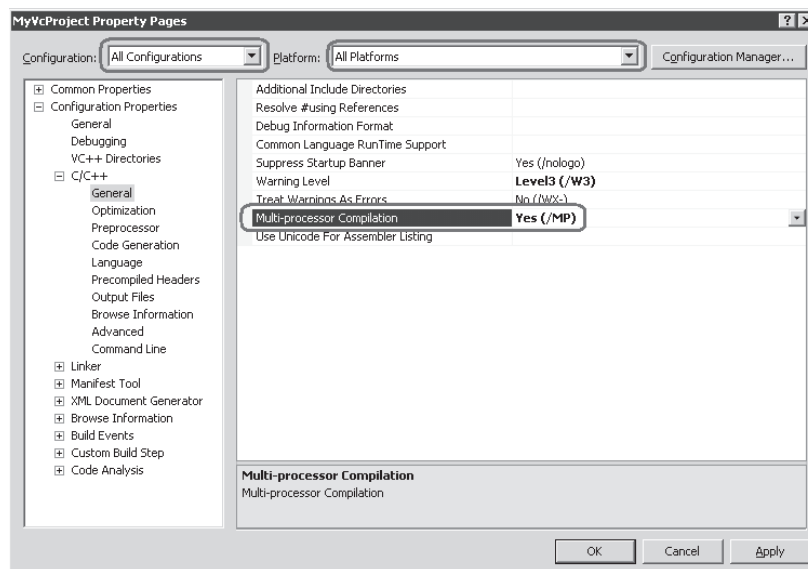 MyVcProject Property Pages
Configuration: All Configurations Platform: All Platforms Configuration Manager...
Common Properties
Configuration Properties
General
Debugging
VC++ Directories
C/C++
General
Optimization
Preprocessor
Code Generation
Language
Precompiled Headers
Output Files
Browse Information
Advanced
Command Line
Linker
Manifest Tool
XML Document Generator
Browse Information
Build Events
Custom Build Step
Code Analysis
Additional Include Directories
Resolve #using References
Debug Information Format
Common Language RunTime Support
Suppress Startup Banner Yes (/nologo)
Warning Level Level3 (/W3)
Treat Warnings As Errors No (/WX-)
Multi-processor Compilation Yes (/MP)
Use Unicode For Assembler Listing
Multi-processor Compilation
Multi-processor Compilation
OK Cancel Apply